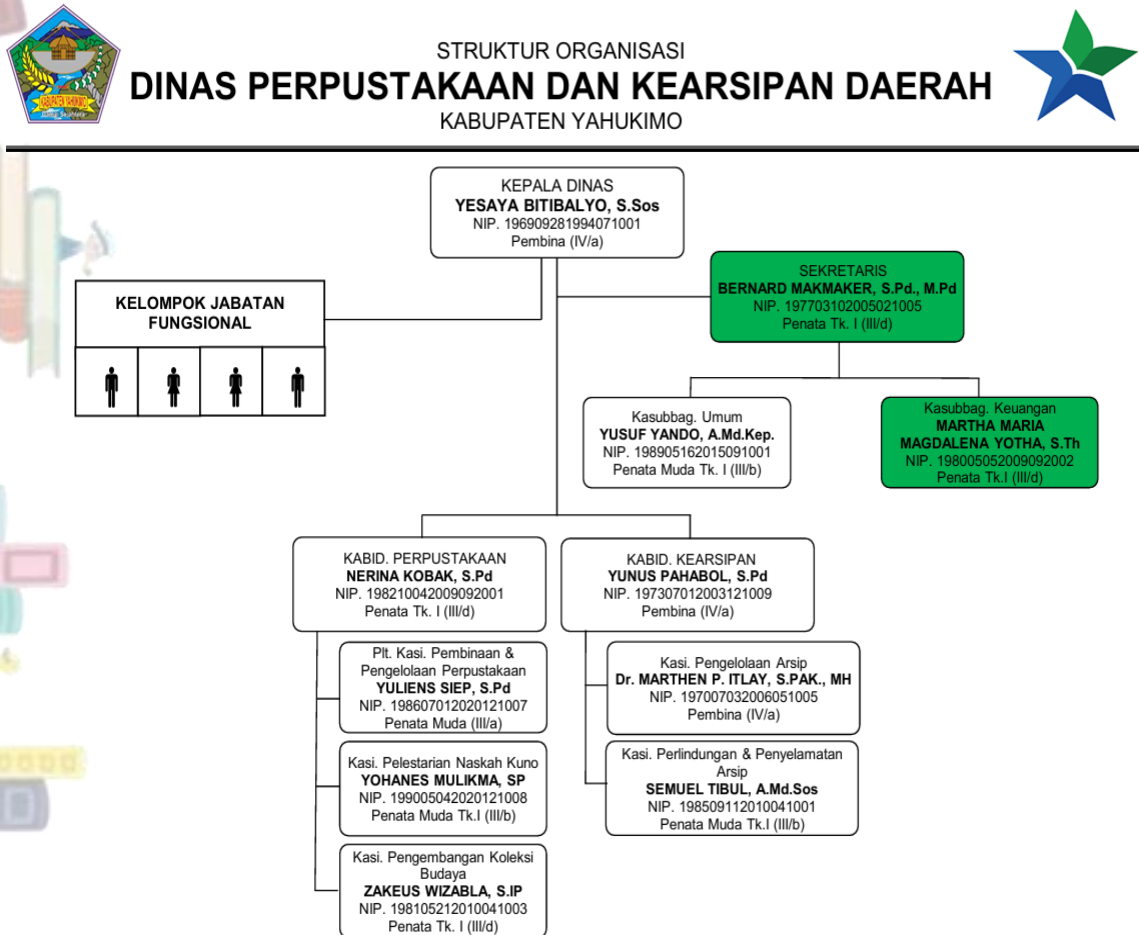 STRUKTUR ORGANISASI
DINAS PERPUSTAKAAN DAN KEARSIPAN DAERAH
KABUPATEN YAHUKIMO
KABUPATEN YAHUKIMO
KEPALA DINAS
YESAYA BITIBALYO, S.Sos
NIP. 196909281994071001
Pembina (IV/a)
SEKRETARIS
BERNARD MAKMAKER, S.Pd., M.Pd
NIP. 197703102005021005
Penata Tk. I (III/d)
KELOMPOK JABATAN
FUNGSIONAL
Kasubbag. Umum
YUSUF YANDO, A.Md.Kep.
NIP. 198905162015091001
Penata Muda Tk. I (III/b)
Kasubbag. Keuangan
MARTHA MARIA
MAGDALENA YOTHA, S.Th
NIP. 198005052009092002
Penata Tk.I (III/d)
KABID. PERPUSTAKAAN
NERINA KOBAK, S.Pd
NIP. 198210042009092001
Penata Tk. I (III/d)
KABID. KEARSIPAN
YUNUS PAHABOL, S.Pd
NIP. 197307012003121009
Pembina (IV/a)
Plt. Kasi. Pembinaan &
Pengelolaan Perpustakaan
YULIENS SIEP, S.Pd
NIP. 198607012020121007
Penata Muda (III/a)
Kasi. Pengelolaan Arsip
Dr. MARTHEN P. ITLAY, S.PAK., MH
NIP. 197007032006051005
Pembina (IV/a)
Kasi. Pelestarian Naskah Kuno
YOHANES MULIKMA, SP
NIP. 199005042020121008
Penata Muda Tk.I (III/b)
Kasi. Perlindungan & Penyelamatan
Arsip
SEMUEL TIBUL, A.Md.Sos
NIP. 198509112010041001
Penata Muda Tk.I (III/b)
Kasi. Pengembangan Koleksi
Budaya
ZAKEUS WIZABLA, S.IP
NIP. 198105212010041003
Penata Tk. I (III/d)